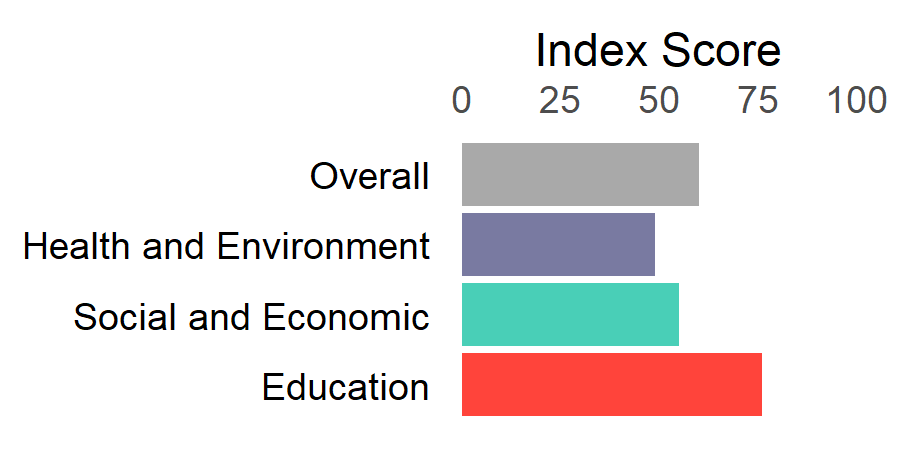 Index Score
0 25 50 75 100
Overall
Health and Environment
Social and Economic
Education